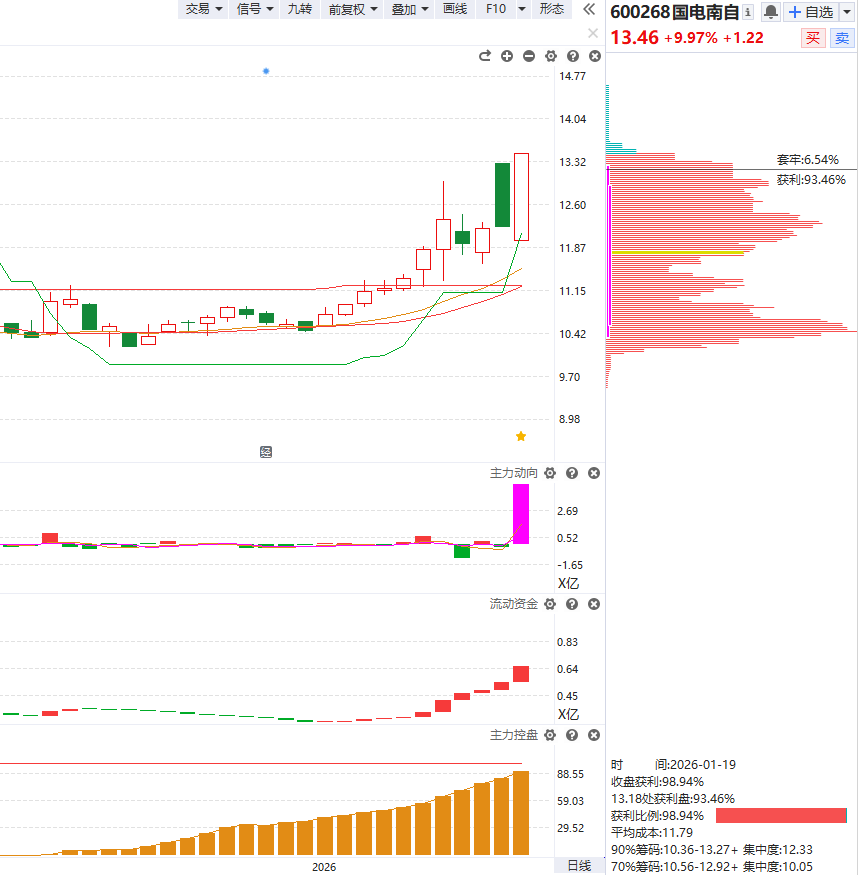 交易 信号 九转 前复权 叠加 画线 F10 形态
600268国电南自 i 自选
13.46 +9.97% +1.22 买 卖
14.77
14.04
13.32
12.60
11.87
11.15
10.42
9.70
8.98
经
套牢:6.54%
获利:93.46%
主力动向
2.69
0.52
-1.65
X亿
流动资金
0.83
0.64
0.45
X亿
主力控盘
88.55
59.03
29.52
2026
日线
时 间:2026-01-19
收盘获利:98.94%
13.18处获利盘:93.46%
获利比例:98.94%
平均成本:11.79
90%筹码:10.36-13.27+ 集中度:12.33
70%筹码:10.56-12.92+ 集中度:10.05